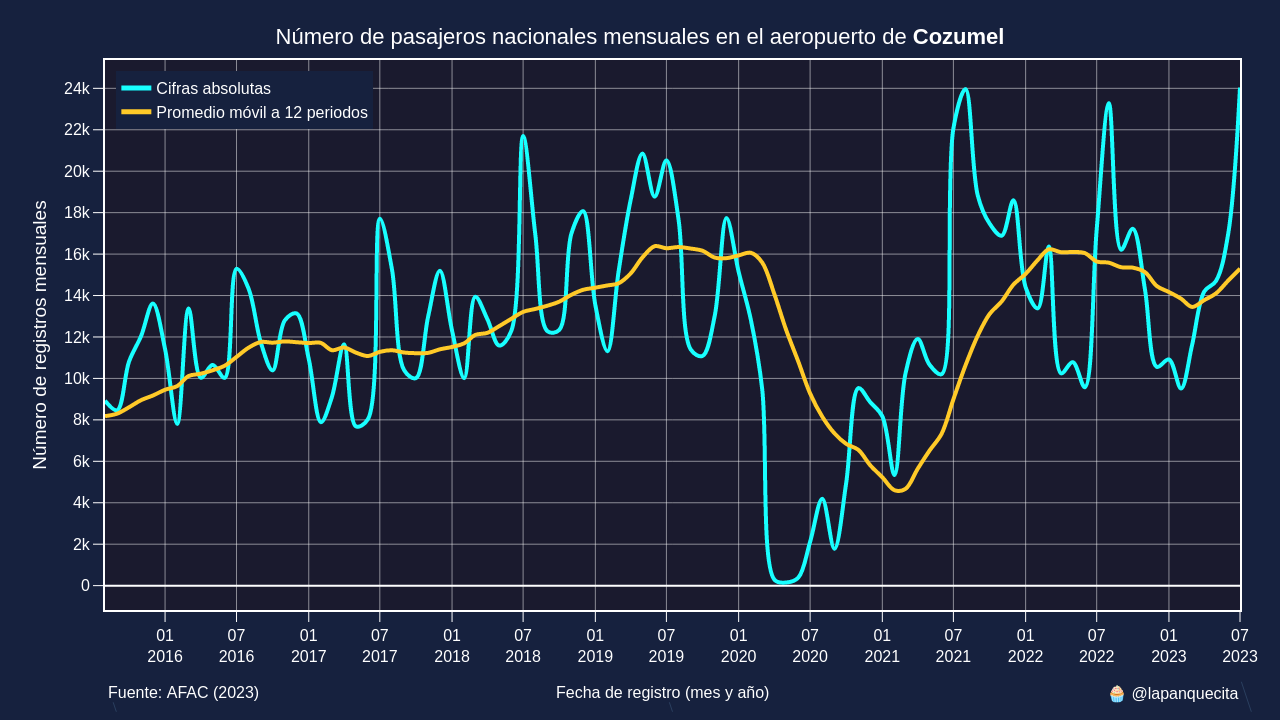 Número de pasajeros nacionales mensuales en el aeropuerto de Cozumel
Cifras absolutas
Promedio móvil a 12 periodos
Número de registros mensuales
24k
22k
20k
18k
16k
14k
12k
10k
8k
6k
4k
2k
0
01 07 01 07 01 07 01 07 01 07 01 07 01 07 01 07
2016 2016 2017 2017 2018 2018 2019 2019 2020 2020 2021 2021 2022 2022 2023 2023
Fuente: AFAC (2023) Fecha de registro (mes y año) 🧁 @lapanquecita